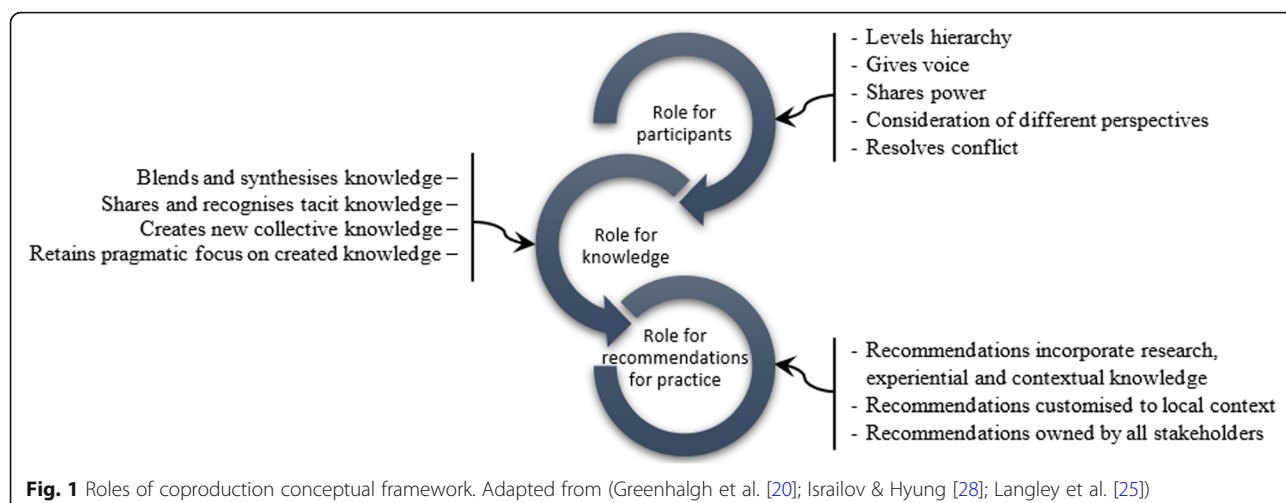 - Levels hierarchy
- Gives voice
- Shares power
- Consideration of different perspectives
- Resolves conflict
Role for
participants
Blends and synthesises knowledge –
Shares and recognises tacit knowledge –
Creates new collective knowledge –
Retains pragmatic focus on created knowledge –
Role for
knowledge
Role for
recommendations
for practice
- Recommendations incorporate research,
experiential and contextual knowledge
- Recommendations customised to local context
- Recommendations owned by all stakeholders
Fig. 1 Roles of coproduction conceptual framework. Adapted from (Greenhalgh et al. [20]; Israilov & Hyung [28]; Langley et al. [25])